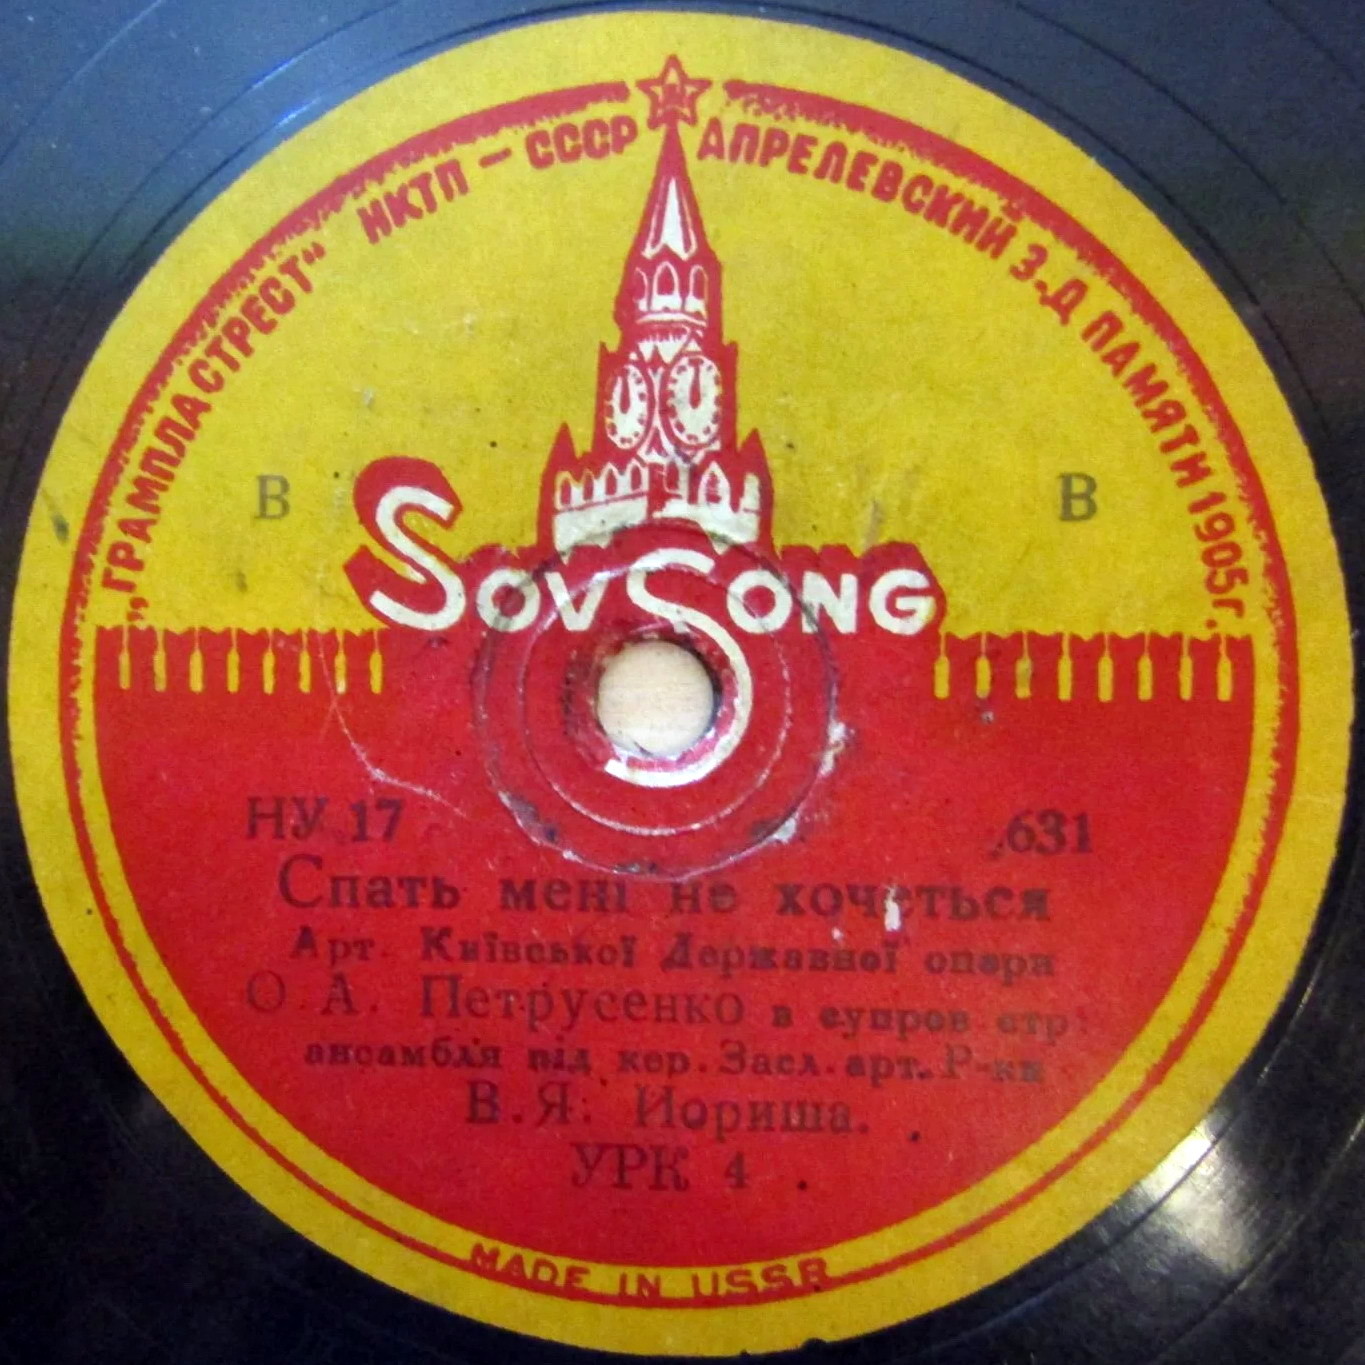 „ГРАМПЛАСТРЕСТ“ НКТП — СССР АПРЕЛЕВСКИЙ З-Д ПАМЯТИ 1905 г.
В В
SovSong
НУ 17 631
Спать мені не хочеться
Арт. Київської Державної опери
О. А. Петрусенко в супров стр:
ансамбля під кер. Засл. арт. Р-ки
В. Я. Иориша.
УРК 4
MADE IN USSR